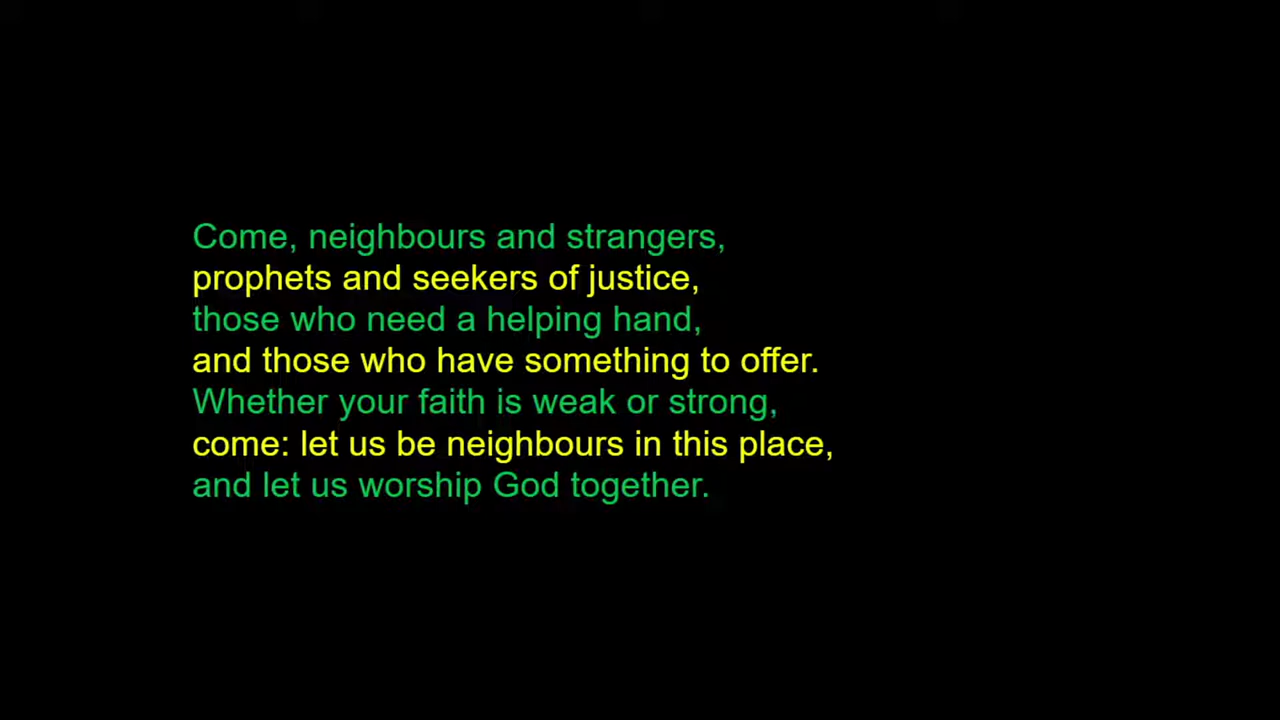 Come, neighbours and strangers,
prophets and seekers of justice,
those who need a helping hand,
and those who have something to offer.
Whether your faith is weak or strong,
come: let us be neighbours in this place,
and let us worship God together.